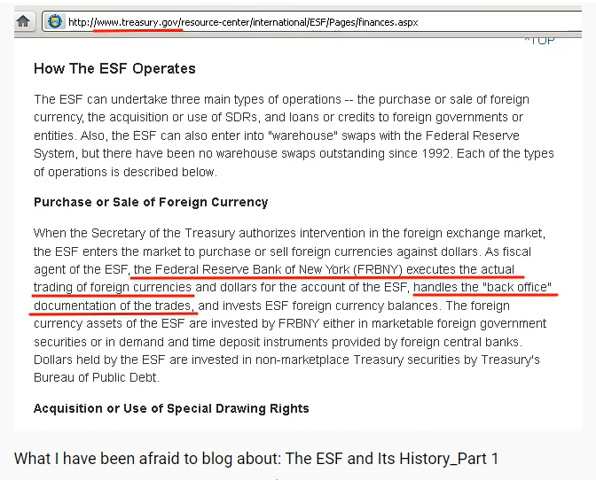 http://www.treasury.gov/resource-center/international/ESF/Pages/finances.aspx
^TOP
How The ESF Operates
The ESF can undertake three main types of operations -- the purchase or sale of foreign
currency, the acquisition or use of SDRs, and loans or credits to foreign governments or
entities. Also, the ESF can also enter into "warehouse" swaps with the Federal Reserve
System, but there have been no warehouse swaps outstanding since 1992. Each of the types
of operations is described below.
Purchase or Sale of Foreign Currency
When the Secretary of the Treasury authorizes intervention in the foreign exchange market,
the ESF enters the market to purchase or sell foreign currencies against dollars. As fiscal
agent of the ESF, the Federal Reserve Bank of New York (FRBNY) executes the actual
trading of foreign currencies and dollars for the account of the ESF, handles the "back office"
documentation of the trades, and invests ESF foreign currency balances. The foreign
currency assets of the ESF are invested by FRBNY either in marketable foreign government
securities or in demand and time deposit instruments provided by foreign central banks.
Dollars held by the ESF are invested in non-marketplace Treasury securities by Treasury's
Bureau of Public Debt.
Acquisition or Use of Special Drawing Rights
What I have been afraid to blog about: The ESF and Its History_Part 1